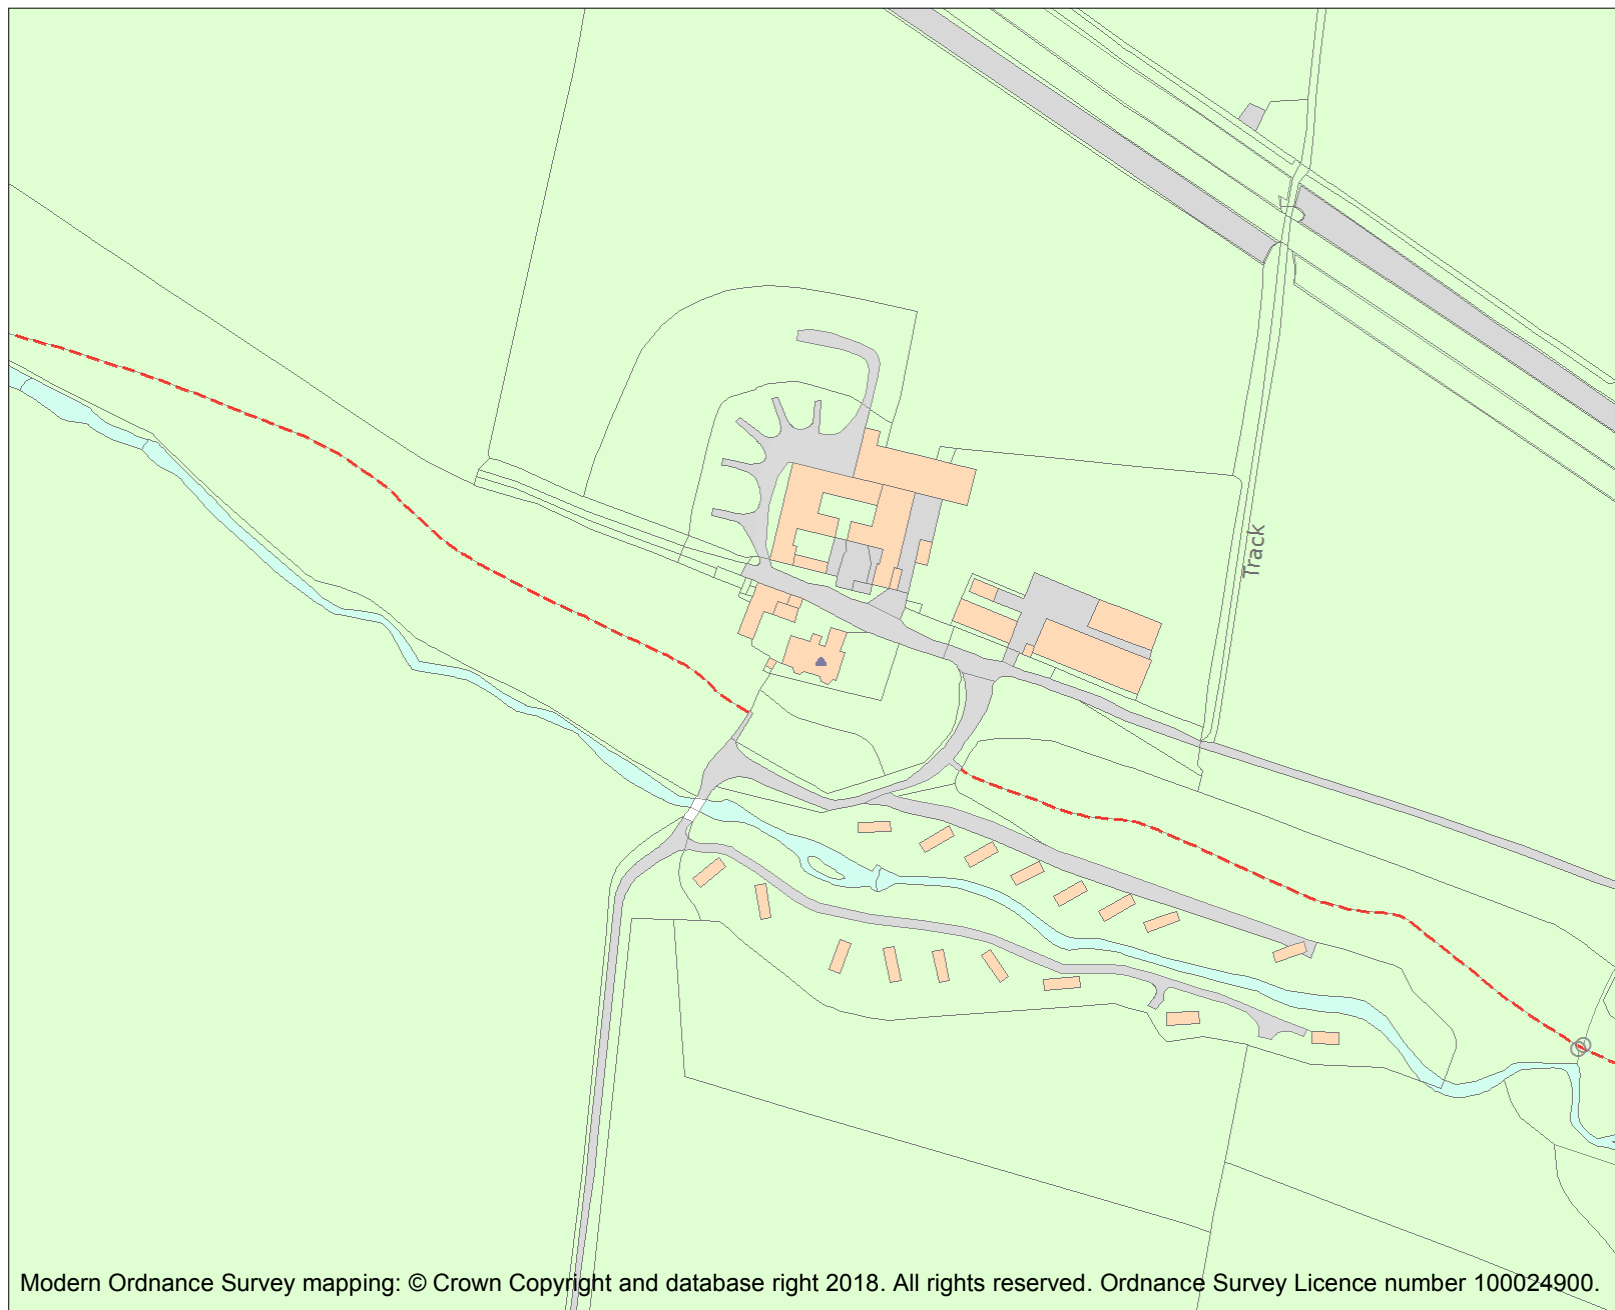 Track
Modern Ordnance Survey mapping: © Crown Copyright and database right 2018. All rights reserved. Ordnance Survey Licence number 100024900.